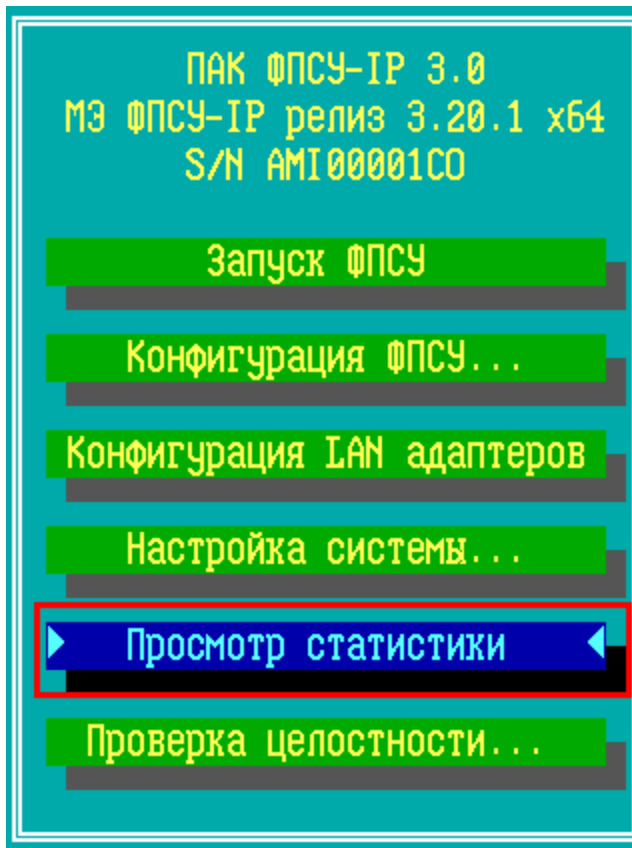 ПАК ФПСУ-IP 3.0
МЭ ФПСУ-IP релиз 3.20.1 x64
S/N AMI00001CO
Запуск ФПСУ
Конфигурация ФПСУ...
Конфигурация LAN адаптеров
Настройка системы...
Просмотр статистики
Проверка целостности...